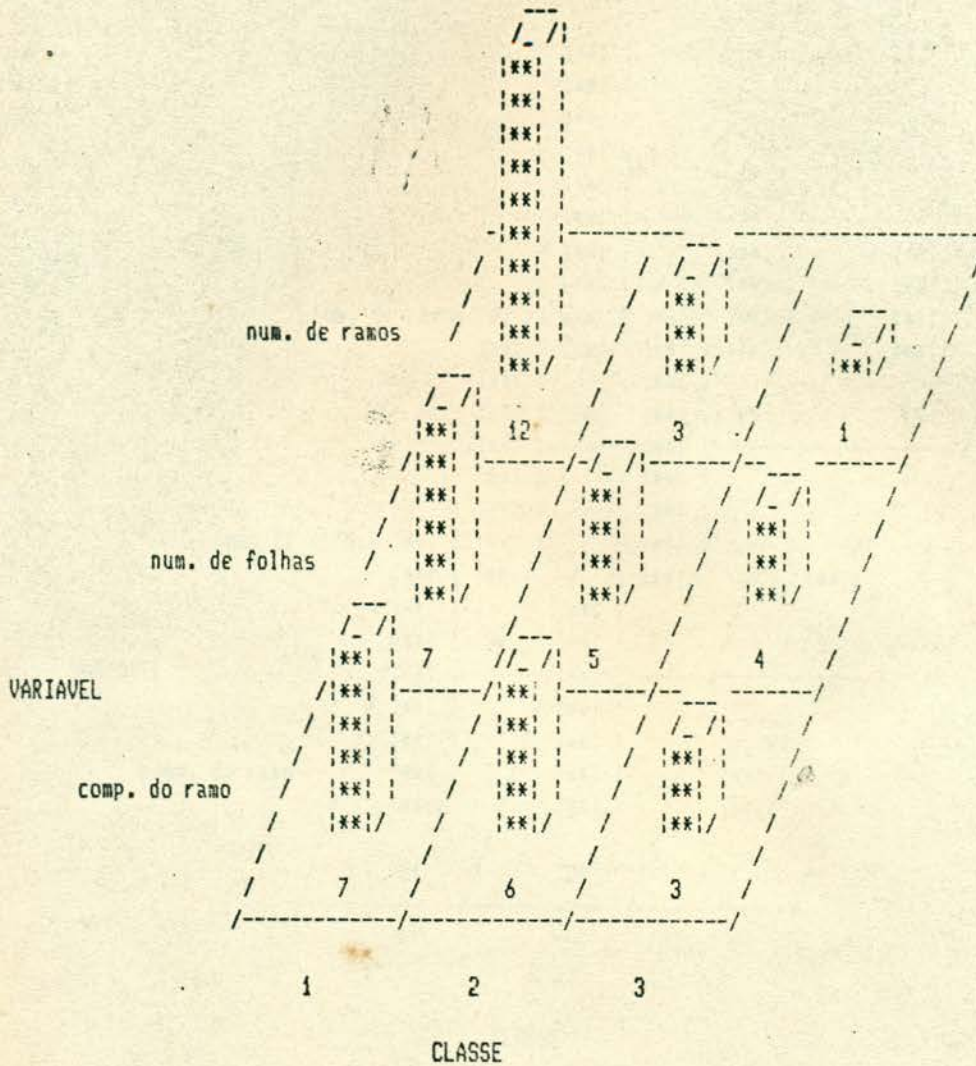 num. de ramos
12 3 1
num. de folhas
7 5 4
VARIAVEL
comp. do ramo
7 6 3
1 2 3
CLASSE